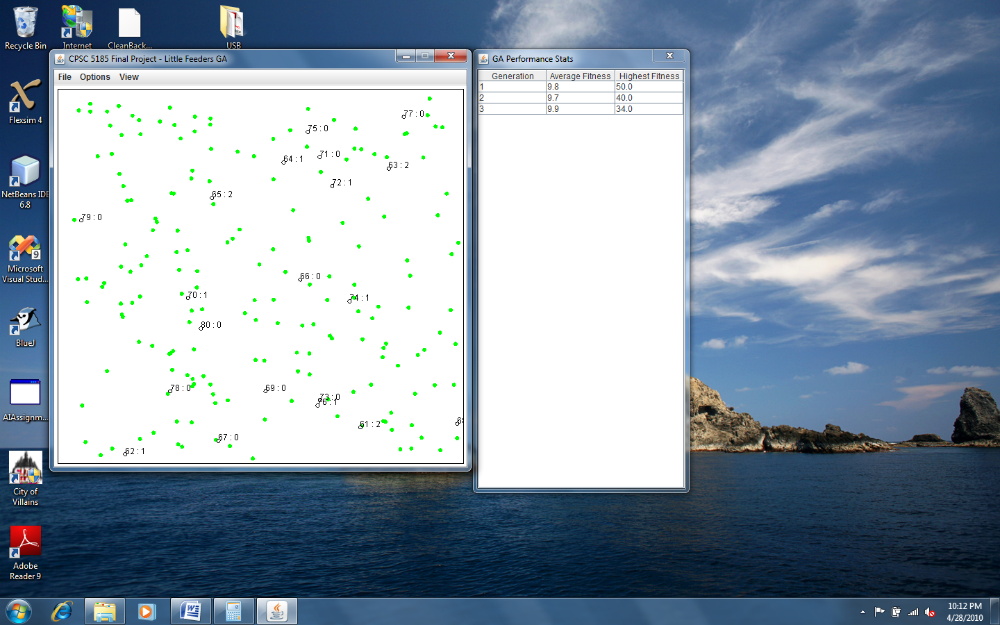 Recycle Bin
Internet
CleanBack...
USB
Flexsim 4
NetBeans IDE
6.8
9
Microsoft
Visual Stud...
BlueJ
AIAssignm...
City of
Villains
Adobe
Reader 9
CPSC 5185 Final Project - Little Feeders GA
File Options View
77 : 0
75 : 0
71 : 0
64 : 1
63 : 2
72 : 1
65 : 2
79 : 0
66 : 0
70 : 1
74 : 1
80 : 0
78 : 0
69 : 0
73 : 0
76 : 1
61 : 2
68
67 : 0
62 : 1
GA Performance Stats
Generation Average Fitness Highest Fitness
1 9.8 50.0
2 9.7 40.0
3 9.9 34.0
10:12 PM
4/28/2010